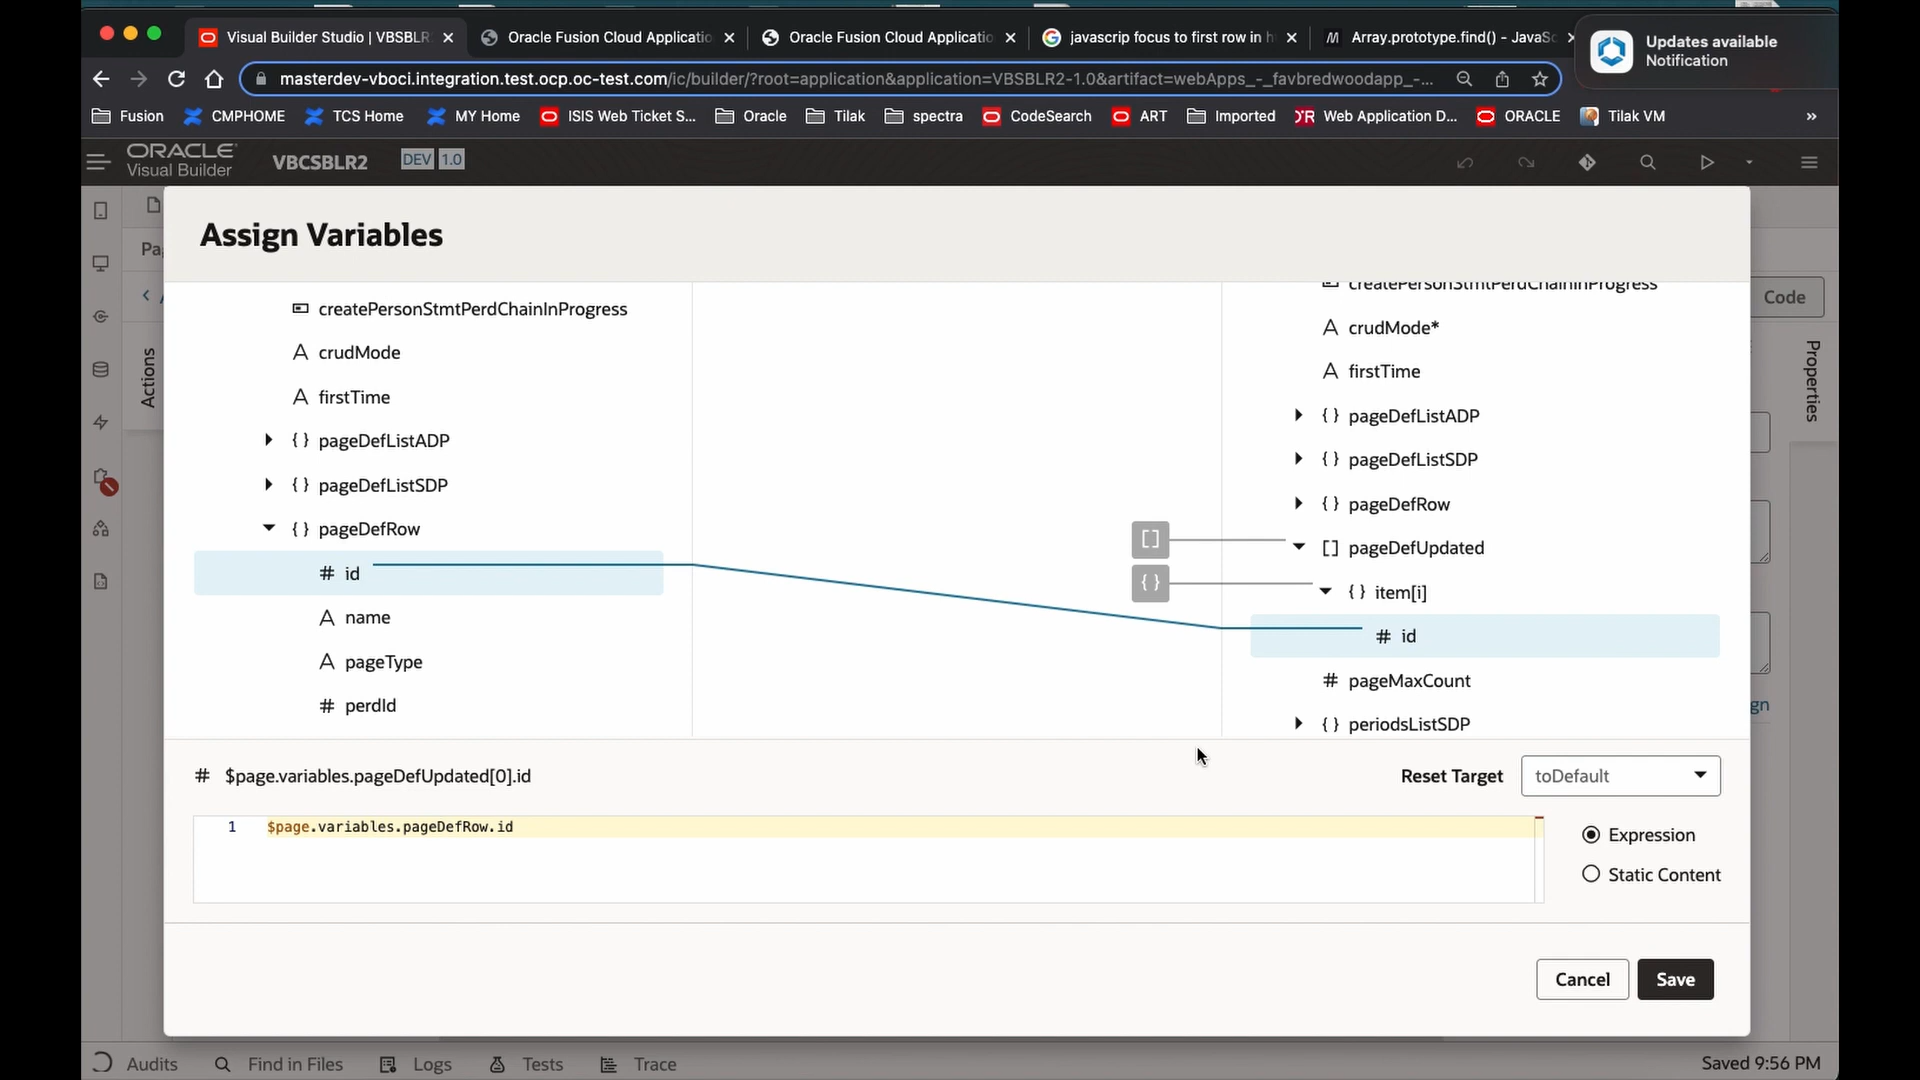 Visual Builder Studio | VBSBLR
Oracle Fusion Cloud Applicatio
Oracle Fusion Cloud Applicatio
javascrip focus to first row in h
Array.prototype.find() - JavaSc
Updates available
Notification
masterdev-vboci.integration.test.ocp.oc-test.com/ic/builder/?root=application&application=VBSBLR2-1.0&artifact=webApps_-_favbredwoodapp_-...
Fusion
CMPHOME
TCS Home
MY Home
ISIS Web Ticket S...
Oracle
Tilak
spectra
CodeSearch
ART
Imported
Web Application D...
ORACLE
Tilak VM
»
ORACLE
Visual Builder
VBCSBLR2
DEV 1.0
Assign Variables
Code
Actions
Properties
createPersonStmtPerdChainInProgress
crudMode
firstTime
pageDefListADP
{ } pageDefListSDP
{ } pageDefRow
# id
name
pageType
# perdId
createPersonStmtPerdChainInProgress
crudMode*
firstTime
{ } pageDefListADP
{ } pageDefListSDP
{ } pageDefRow
[ ] [ ] pageDefUpdated
{ } { } item[i]
# id
# pageMaxCount
{ } periodsListSDP
# $page.variables.pageDefUpdated[0].id
Reset Target toDefault
1 $page.variables.pageDefRow.id
Expression
Static Content
Cancel
Save
Audits
Find in Files
Logs
Tests
Trace
Saved 9:56 PM